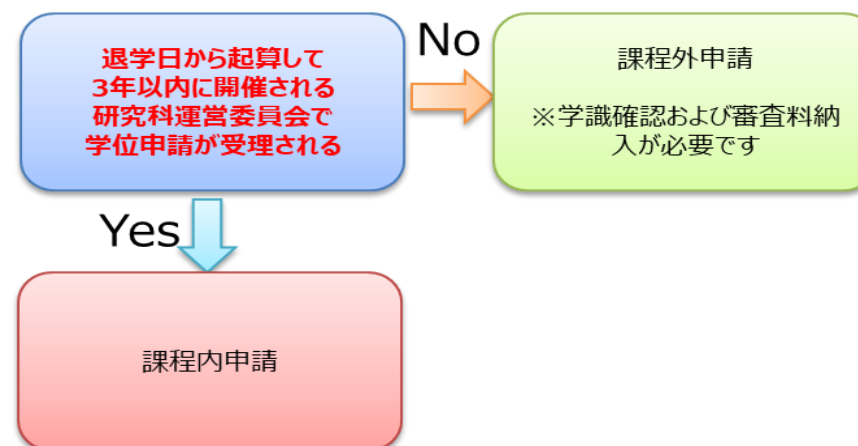 退学日から起算して
3年以内に開催される
研究科運営委員会で
学位申請が受理される
No
課程外申請
※学識確認および審査料納
入が必要です
Yes
課程内申請